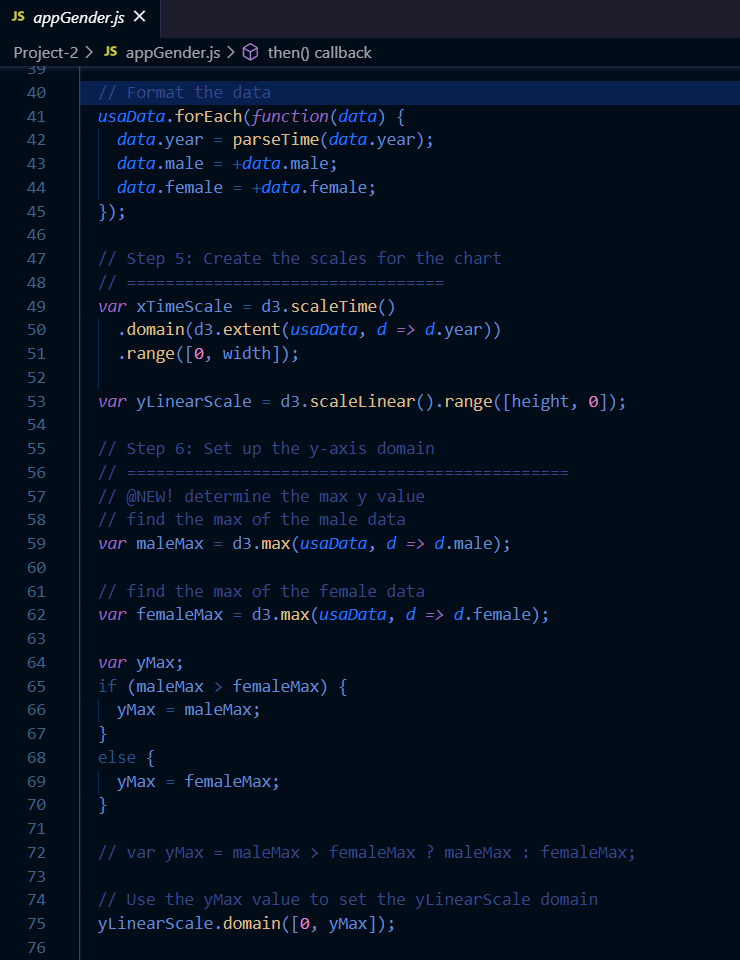 JS appGender.js ×
Project-2 > JS appGender.js > then() callback
39
40 // Format the data
41 usaData.forEach(function(data) {
42   data.year = parseTime(data.year);
43   data.male = +data.male;
44   data.female = +data.female;
45 });
46
47 // Step 5: Create the scales for the chart
48 // =================================
49 var xTimeScale = d3.scaleTime()
50   .domain(d3.extent(usaData, d => d.year))
51   .range([0, width]);
52
53 var yLinearScale = d3.scaleLinear().range([height, 0]);
54
55 // Step 6: Set up the y-axis domain
56 // ==============================================
57 // @NEW! determine the max y value
58 // find the max of the male data
59 var maleMax = d3.max(usaData, d => d.male);
60
61 // find the max of the female data
62 var femaleMax = d3.max(usaData, d => d.female);
63
64 var yMax;
65 if (maleMax > femaleMax) {
66   yMax = maleMax;
67 }
68 else {
69   yMax = femaleMax;
70 }
71
72 // var yMax = maleMax > femaleMax ? maleMax : femaleMax;
73
74 // Use the yMax value to set the yLinearScale domain
75 yLinearScale.domain([0, yMax]);
76